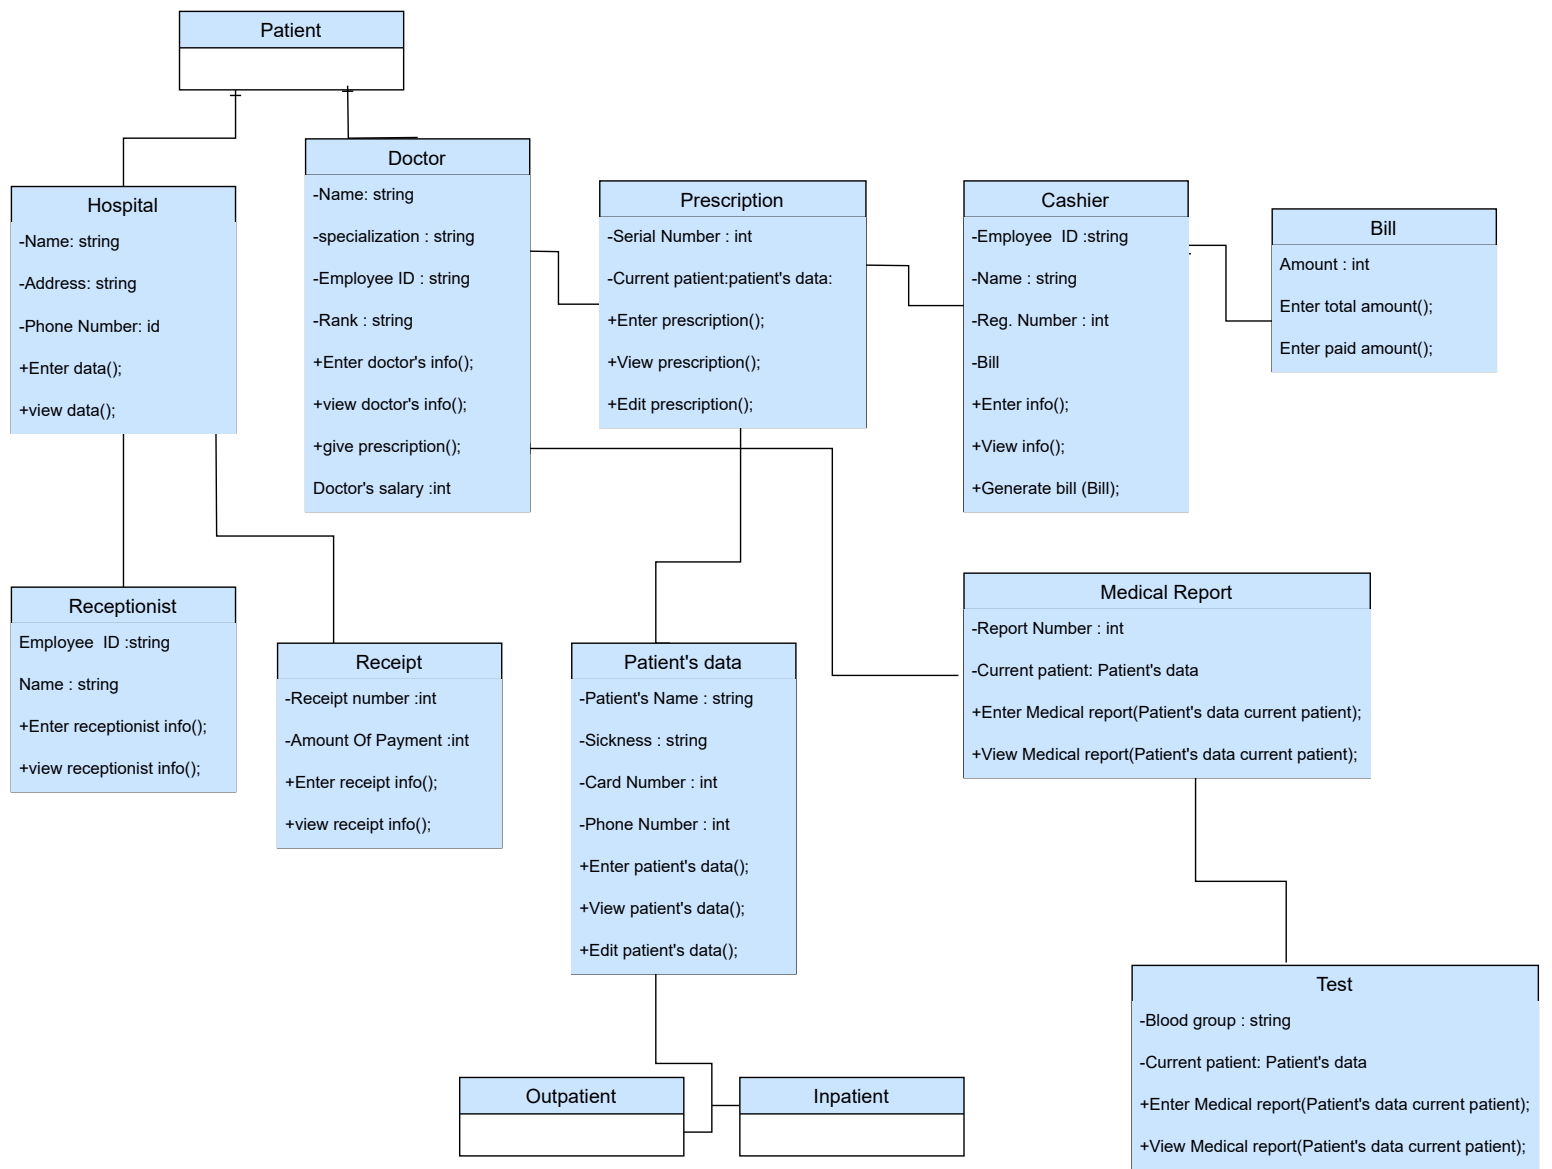 Patient
Hospital
-Name: string
-Address: string
-Phone Number: id
+Enter data();
+view data();
Doctor
-Name: string
-specialization : string
-Employee ID : string
-Rank : string
+Enter doctor's info();
+view doctor's info();
+give prescription();
Doctor's salary :int
Prescription
-Serial Number : int
-Current patient:patient's data:
+Enter prescription();
+View prescription();
+Edit prescription();
Cashier
-Employee  ID :string
-Name : string
-Reg. Number : int
-Bill
+Enter info();
+View info();
+Generate bill (Bill);
Bill
Amount : int
Enter total amount();
Enter paid amount();
Receptionist
Employee  ID :string
Name : string
+Enter receptionist info();
+view receptionist info();
Receipt
-Receipt number :int
-Amount Of Payment :int
+Enter receipt info();
+view receipt info();
Patient's data
-Patient's Name : string
-Sickness : string
-Card Number : int
-Phone Number : int
+Enter patient's data();
+View patient's data();
+Edit patient's data();
Medical Report
-Report Number : int
-Current patient: Patient's data
+Enter Medical report(Patient's data current patient);
+View Medical report(Patient's data current patient);
Outpatient
Inpatient
Test
-Blood group : string
-Current patient: Patient's data
+Enter Medical report(Patient's data current patient);
+View Medical report(Patient's data current patient);